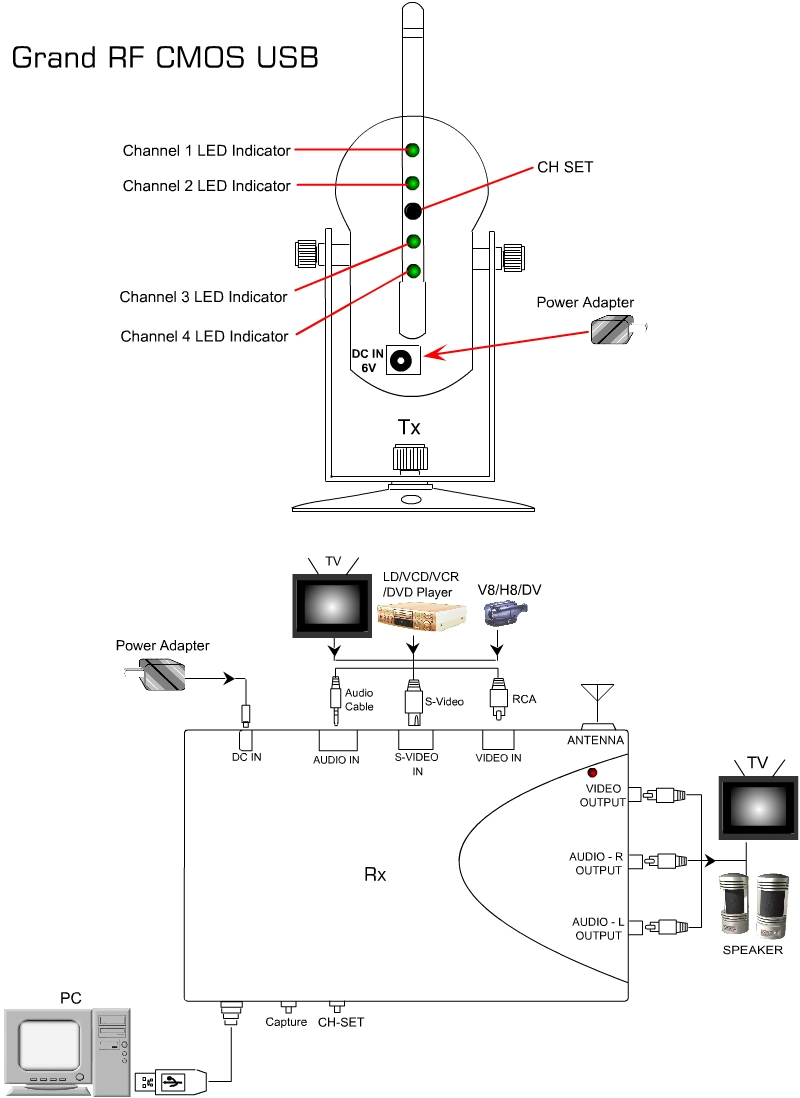 Grand RF CMOS USB
Channel 1 LED Indicator
Channel 2 LED Indicator
CH SET
Channel 3 LED Indicator
Channel 4 LED Indicator
Power Adapter
DC IN
6V
Tx
TV
LD/VCD/VCR
/DVD Player
V8/H8/DV
Power Adapter
Audio
Cable
S-Video
RCA
DC IN
AUDIO IN
S-VIDEO
IN
VIDEO IN
ANTENNA
VIDEO
OUTPUT
TV
AUDIO - R
OUTPUT
Rx
AUDIO - L
OUTPUT
SPEAKER
PC
Capture
CH-SET